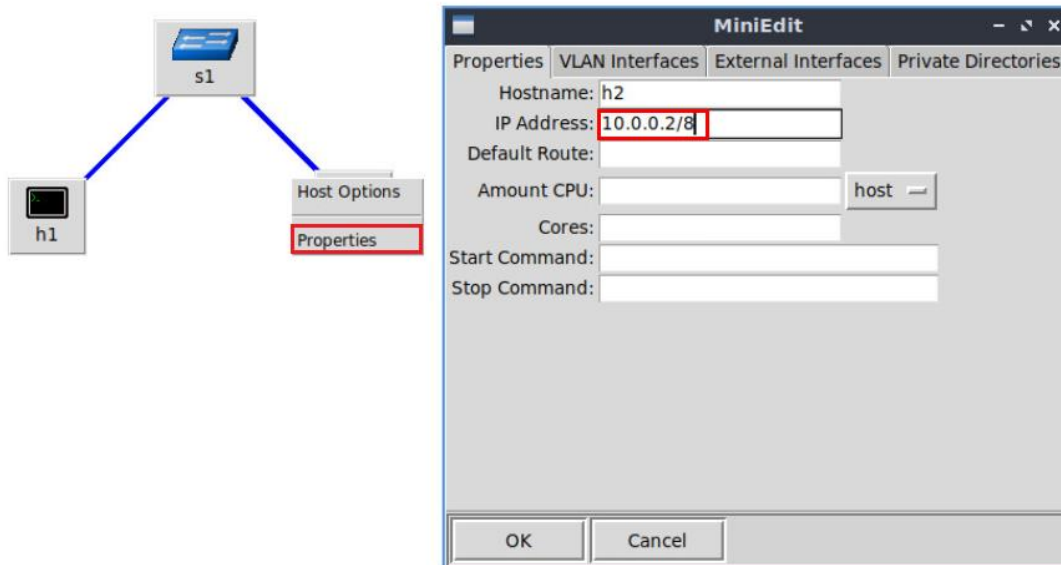 s1
h1
Host Options
Properties
MiniEdit
Properties VLAN Interfaces External Interfaces Private Directories
Hostname: h2
IP Address: 10.0.0.2/8
Default Route:
Amount CPU: host
Cores:
Start Command:
Stop Command:
OK Cancel